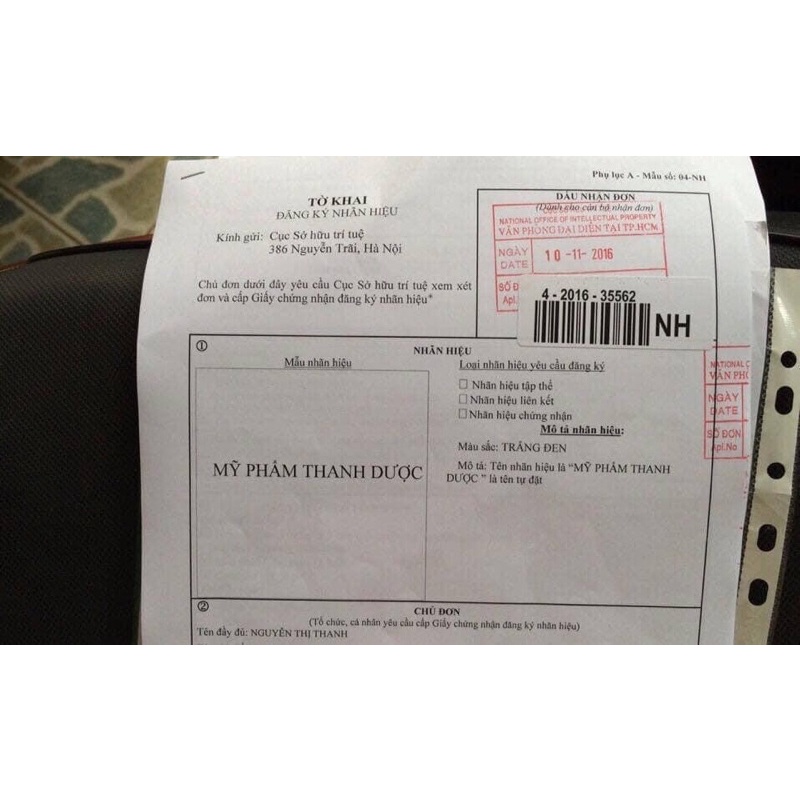 Phụ lục A - Mẫu số: 04-NH
TỜ KHAI
ĐĂNG KÝ NHÃN HIỆU
Kính gửi: Cục Sở hữu trí tuệ
386 Nguyễn Trãi, Hà Nội
Chủ đơn dưới đây yêu cầu Cục Sở hữu trí tuệ xem xét
đơn và cấp Giấy chứng nhận đăng ký nhãn hiệu*
DẤU NHẬN ĐƠN
(Dành cho cán bộ nhận đơn)
NATIONAL OFFICE OF INTELLECTUAL PROPERTY
VĂN PHÒNG ĐẠI DIỆN TẠI TP.HCM
NGÀY
DATE
10-11-2016
SỐ Đ
Apl.
4-2016-35562
NH
①
NHÃN HIỆU
Mẫu nhãn hiệu
MỸ PHẨM THANH DƯỢC
Loại nhãn hiệu yêu cầu đăng ký
Nhãn hiệu tập thể
Nhãn hiệu liên kết
Nhãn hiệu chứng nhận
Mô tả nhãn hiệu:
Màu sắc: TRẮNG ĐEN
Mô tả: Tên nhãn hiệu là “MỸ PHẨM THANH
DƯỢC ” là tên tự đặt
NATIONAL
VĂN PHÒ
NGÀY
DATE
SỐ ĐƠN
Apl.No
②
CHỦ ĐƠN
(Tổ chức, cá nhân yêu cầu cấp Giấy chứng nhận đăng ký nhãn hiệu)
Tên đầy đủ: NGUYỄN THỊ THANH